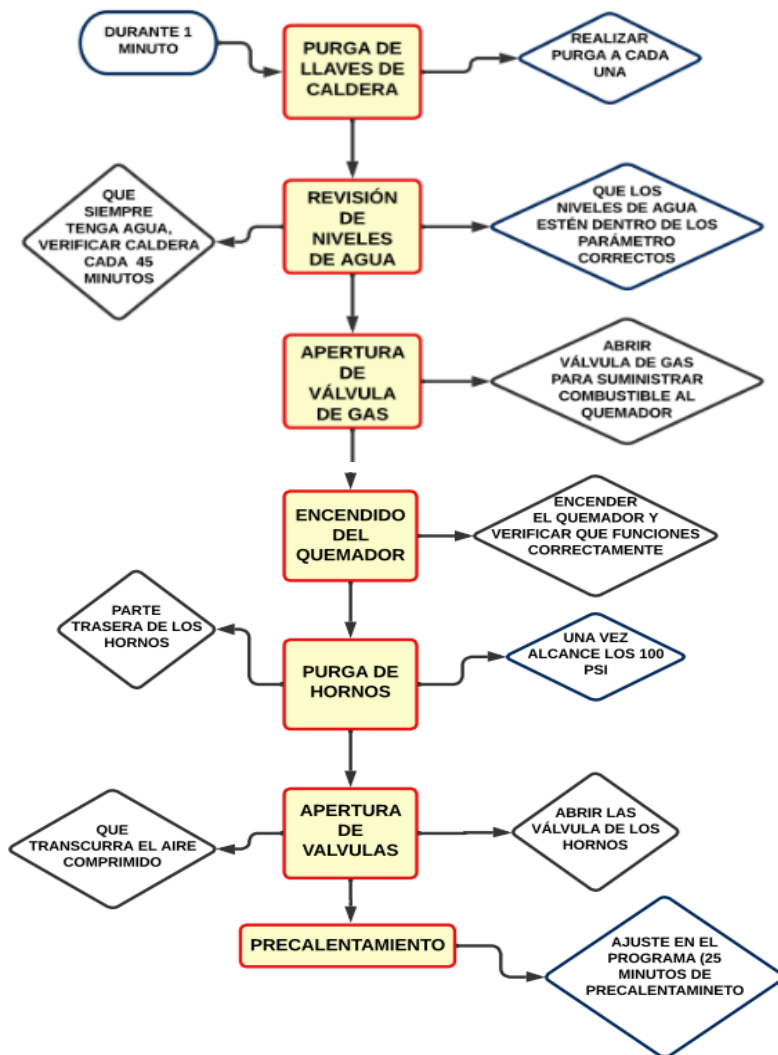 DURANTE 1
MINUTO
PURGA DE
LLAVES DE
CALDERA
REALIZAR
PURGA A CADA
UNA
QUE
SIEMPRE
TENGA AGUA,
VERIFICAR CALDERA
CADA 45
MINUTOS
REVISIÓN
DE
NIVELES
DE AGUA
QUE LOS
NIVELES DE AGUA
ESTÉN DENTRO DE LOS
PARÁMETRO
CORRECTOS
APERTURA
DE
VÁLVULA
DE GAS
ABRIR
VÁLVULA DE GAS
PARA SUMINISTRAR
COMBUSTIBLE AL
QUEMADOR
ENCENDIDO
DEL
QUEMADOR
ENCENDER
EL QUEMADOR Y
VERIFICAR QUE FUNCIONES
CORRECTAMENTE
PARTE
TRASERA DE LOS
HORNOS
PURGA DE
HORNOS
UNA VEZ
ALCANCE LOS 100
PSI
QUE
TRANSCURRA EL AIRE
COMPRIMIDO
APERTURA
DE
VALVULAS
ABRIR LAS
VÁLVULA DE LOS
HORNOS
PRECALENTAMIENTO
AJUSTE EN EL
PROGRAMA (25
MINUTOS DE
PRECALENTAMINETO